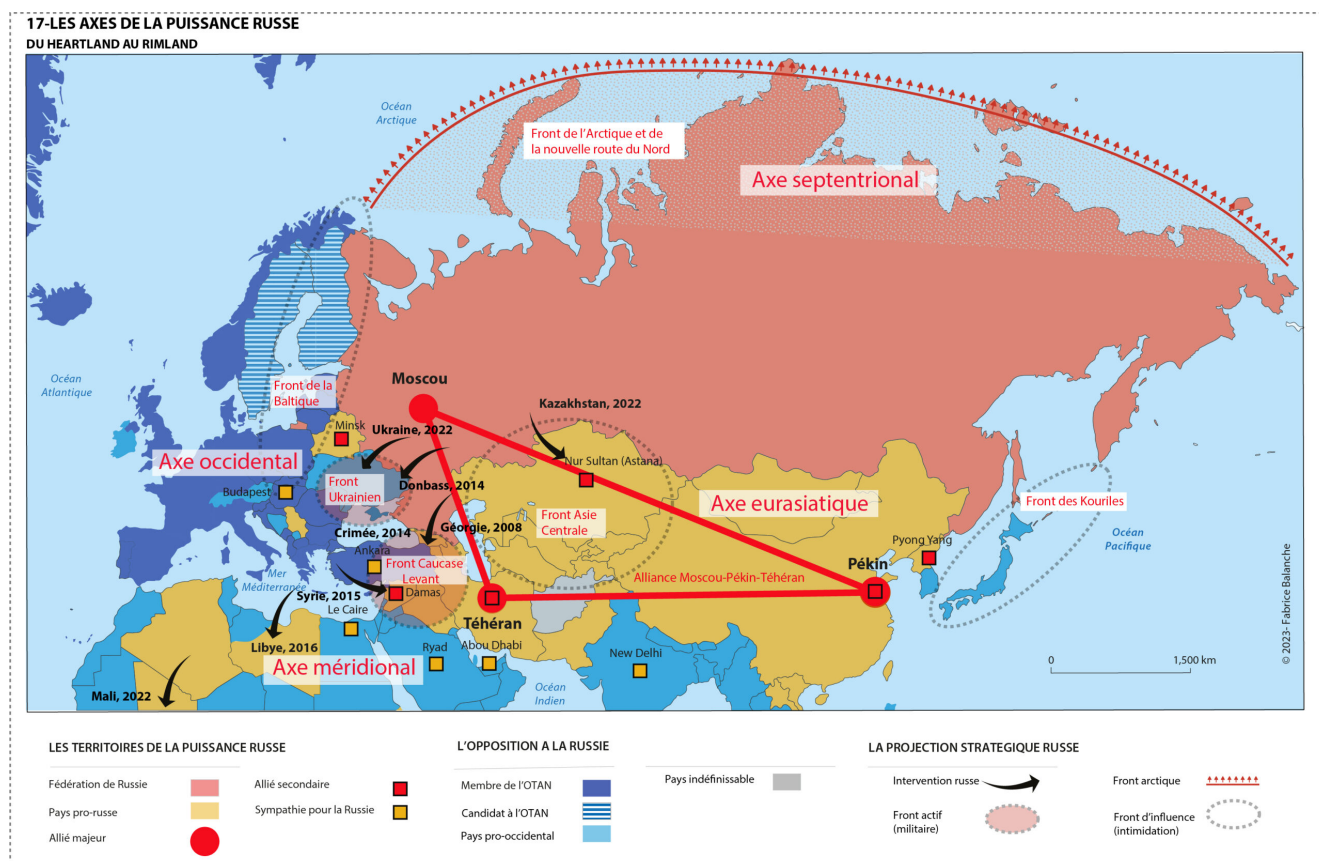 17-LES AXES DE LA PUISSANCE RUSSE
DU HEARTLAND AU RIMLAND
Océan
Arctique
Front de l'Arctique et de
la nouvelle route du Nord
Axe septentrional
Océan
Atlantique
Front de la
Baltique
Moscou
Kazakhstan, 2022
Minsk
Ukraine, 2022
Axe occidental
Nur Sultan (Astana)
Budapest
Front
Ukrainien
Donbass, 2014
Axe eurasiatique
Front des Kouriles
Front Asie
Centrale
Crimée, 2014
Géorgie, 2008
Océan
Pacifique
Pyong Yang
Ankara
Front Caucase
Levant
Pékin
Mer
Méditerranée
Alliance Moscou-Pékin-Téhéran
Syrie, 2015
Damas
Le Caire
Téhéran
Libye, 2016
Ryad
Abou Dhabi
New Delhi
Axe méridional
Mali, 2022
Océan
Indien
0 1,500 km
© 2023- Fabrice Balanche
LES TERRITOIRES DE LA PUISSANCE RUSSE
Fédération de Russie
Pays pro-russe
Allié majeur
Allié secondaire
Sympathie pour la Russie
L'OPPOSITION A LA RUSSIE
Membre de l'OTAN
Candidat à l'OTAN
Pays pro-occidental
Pays indéfinissable
LA PROJECTION STRATEGIQUE RUSSE
Intervention russe
Front actif
(militaire)
Front arctique
Front d'influence
(intimidation)